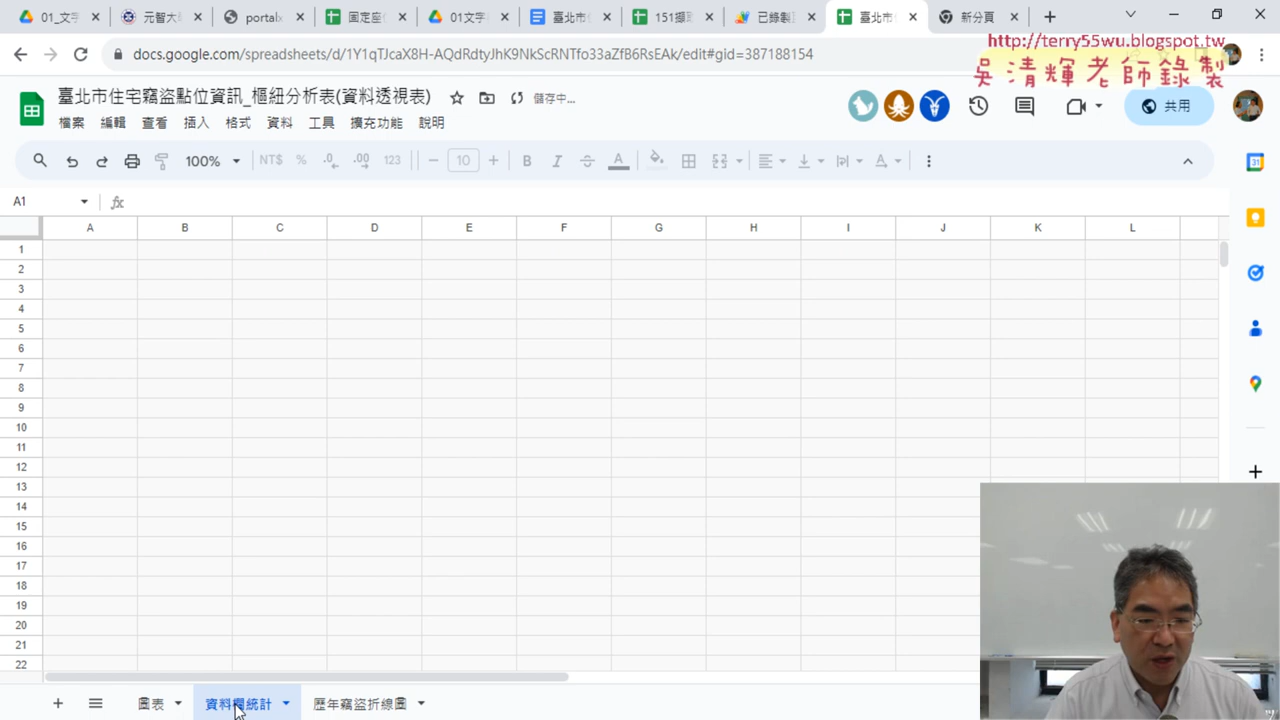 01_文字
元智大
portalx
固定座
01文字
臺北市
151擷
已錄製
臺北市
新分頁
docs.google.com/spreadsheets/d/1Y1qTJcaX8H-AQdhdtvJhK9NkScRNTfo33aZfB6RsEAk/edit#gid=387188154
http://terry55wu.blogspot.tw
吳清輝老師錄製
臺北市住宅竊盜點位資訊_樞紐分析表(資料透視表)
儲存中...
檔案 編輯 查看 插入 格式 資料 工具 擴充功能 說明
共用
100% NT$ % .0 .00 123 10 B I S A
A1 fx
A B C D E F G H I J K L
1
2
3
4
5
6
7
8
9
10
11
12
13
14
15
16
17
18
19
20
21
22
圖表 資料欄統計 歷年竊盜折線圖